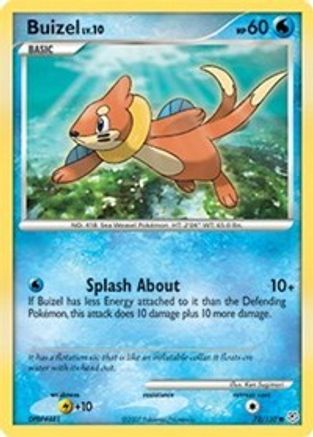 Buizel LV.10
HP 60
BASIC
NO. 418 Sea Weasel Pokémon HT: 2'04" WT: 65.0 lbs.
Splash About 10+
If Buizel has less Energy attached to it than the Defending
Pokémon, this attack does 10 damage plus 10 more damage.
Illus. Ken Sugimori
It has a flotation sac that is like an inflatable collar. It floats on
water with its head out.
weakness
resistance
retreat cost
+10
©2007 Pokémon/Nintendo